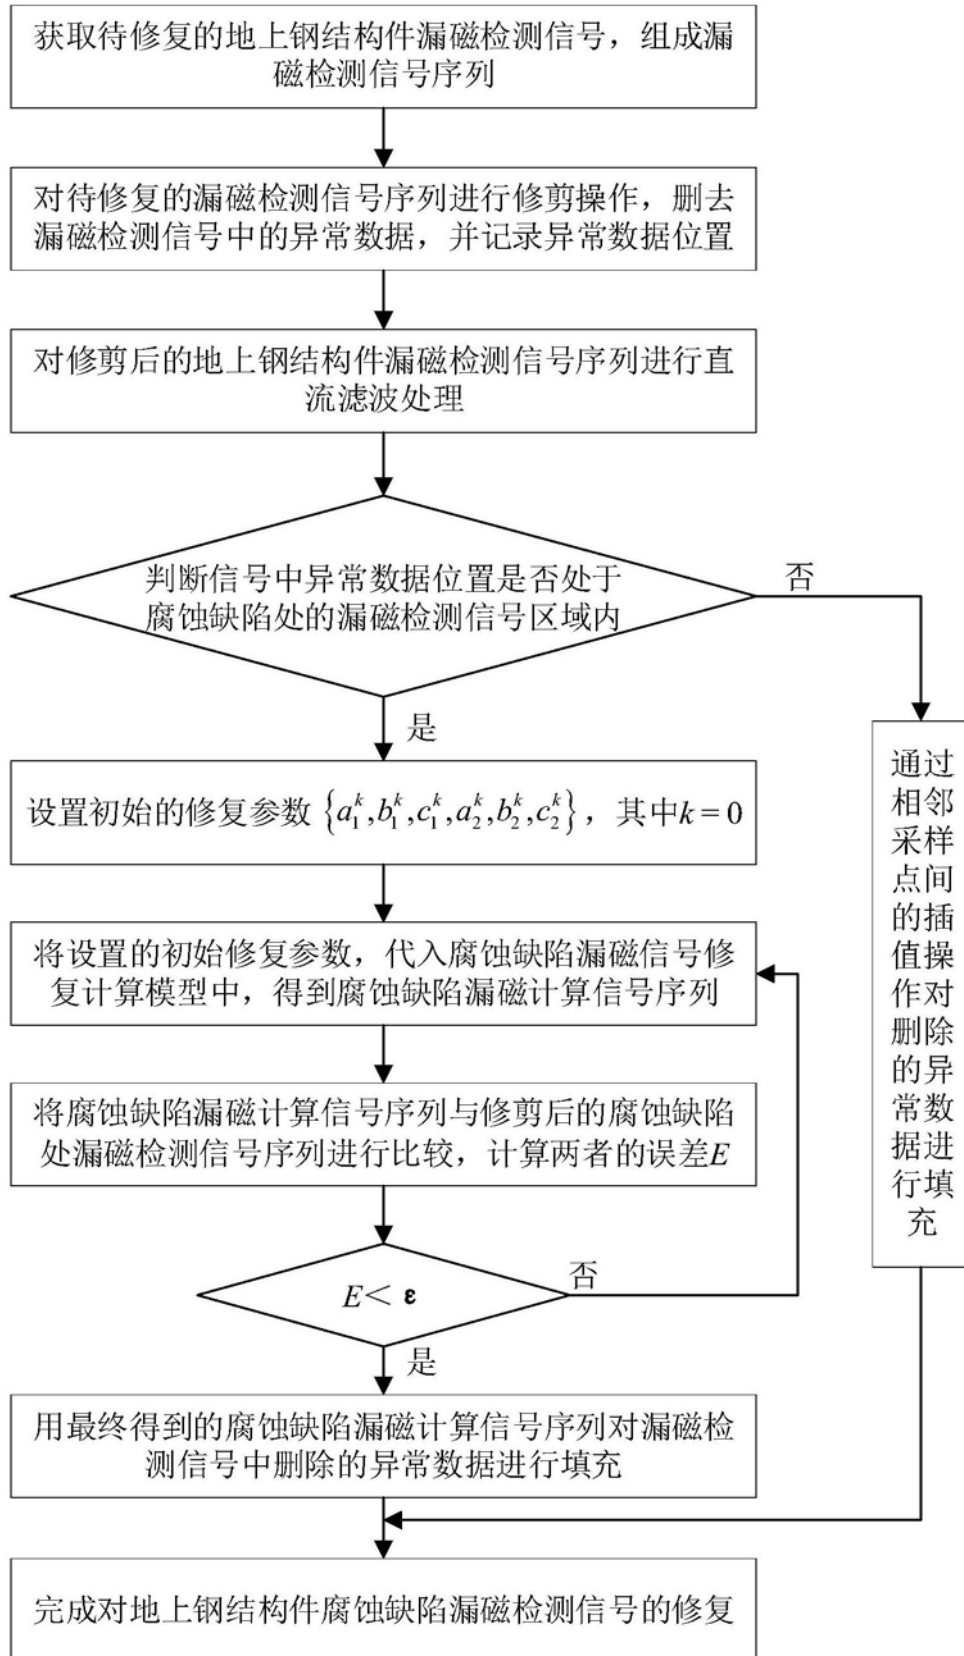 获取待修复的地上钢结构件漏磁检测信号，组成漏
磁检测信号序列
对待修复的漏磁检测信号序列进行修剪操作，删去
漏磁检测信号中的异常数据，并记录异常数据位置
对修剪后的地上钢结构件漏磁检测信号序列进行直
流滤波处理
判断信号中异常数据位置是否处于
腐蚀缺陷处的漏磁检测信号区域内
否
是
设置初始的修复参数 {a₁ᵏ,b₁ᵏ,c₁ᵏ,a₂ᵏ,b₂ᵏ,c₂ᵏ}，其中k=0
将设置的初始修复参数，代入腐蚀缺陷漏磁信号修
复计算模型中，得到腐蚀缺陷漏磁计算信号序列
将腐蚀缺陷漏磁计算信号序列与修剪后的腐蚀缺陷
处漏磁检测信号序列进行比较，计算两者的误差E
E< ε
否
是
用最终得到的腐蚀缺陷漏磁计算信号序列对漏磁检
测信号中删除的异常数据进行填充
通过
相邻
采样
点间
的插
值操
作对
删除
的异
常数
据进
行填
充
完成对地上钢结构件腐蚀缺陷漏磁检测信号的修复